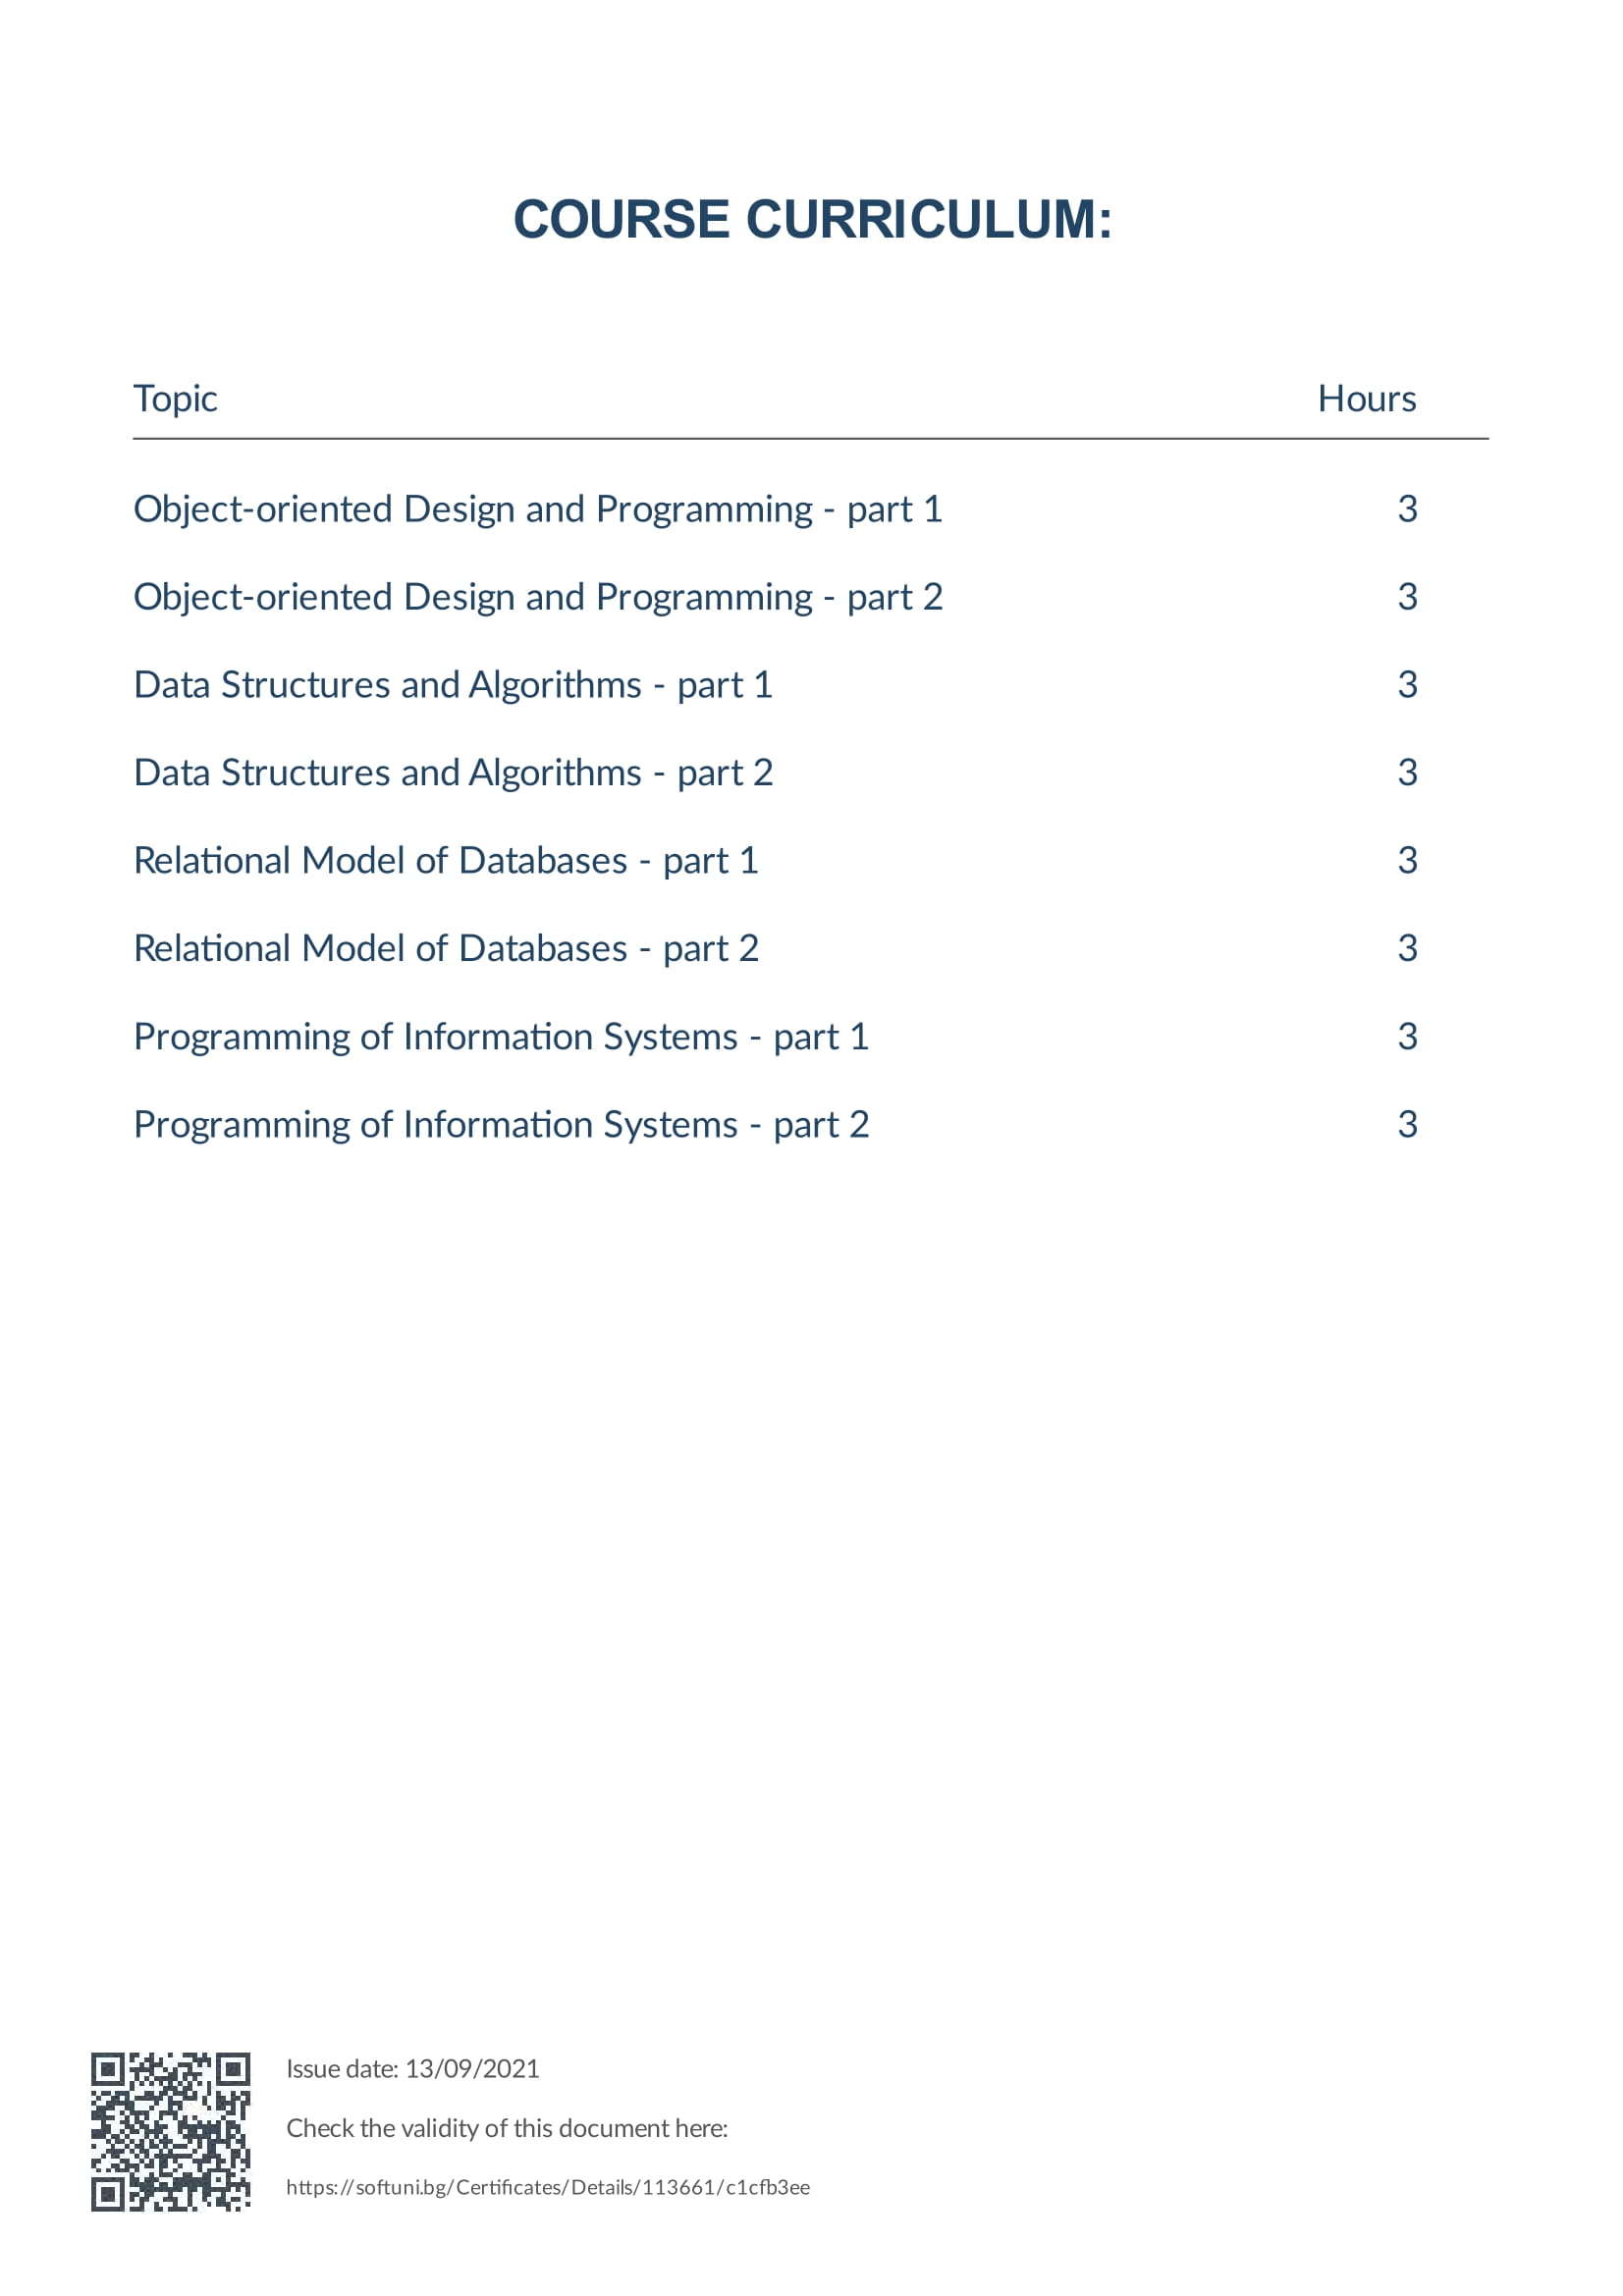 COURSE CURRICULUM:
Topic Hours
Object-oriented Design and Programming - part 1 3
Object-oriented Design and Programming - part 2 3
Data Structures and Algorithms - part 1 3
Data Structures and Algorithms - part 2 3
Relational Model of Databases - part 1 3
Relational Model of Databases - part 2 3
Programming of Information Systems - part 1 3
Programming of Information Systems - part 2 3
Issue date: 13/09/2021
Check the validity of this document here:
https://softuni.bg/Certificates/Details/113661/c1cfb3ee